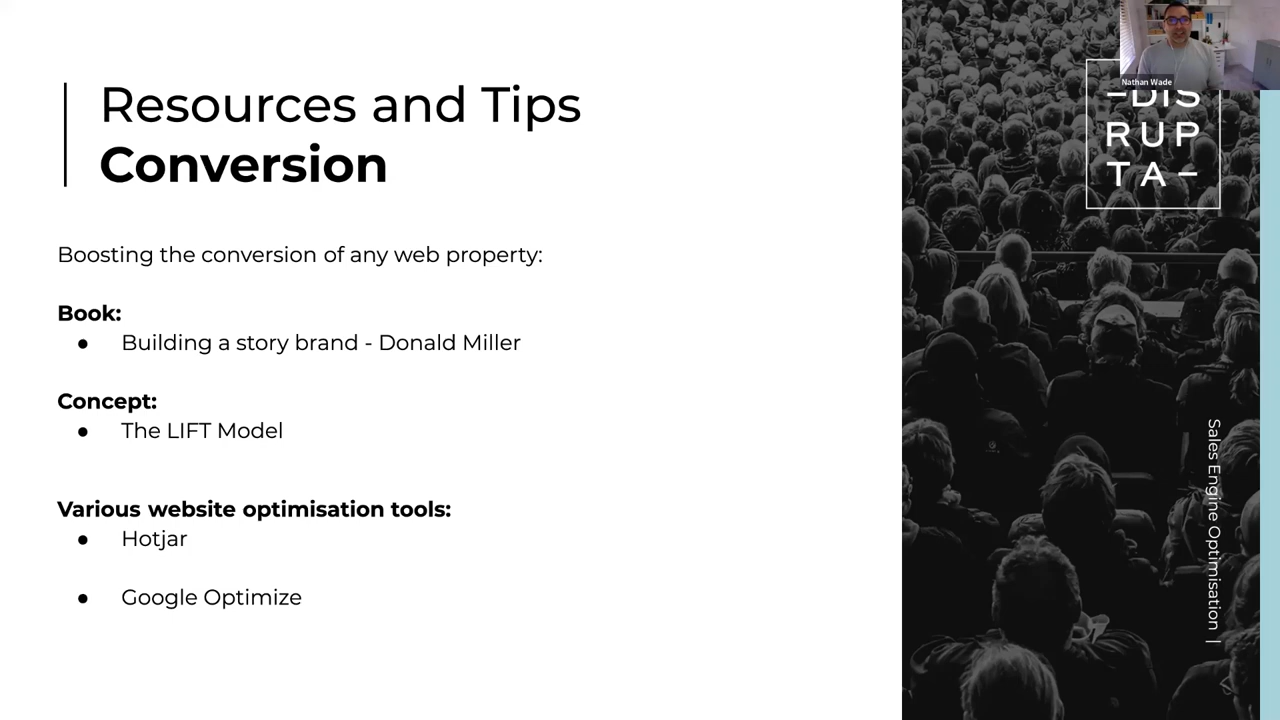 Resources and Tips
Conversion
Boosting the conversion of any web property:
Book:
● Building a story brand - Donald Miller
Concept:
● The LIFT Model
Various website optimisation tools:
● Hotjar
● Google Optimize
Nathan Wade
–DIS
RUP
TA–
Sales Engine Optimisation |